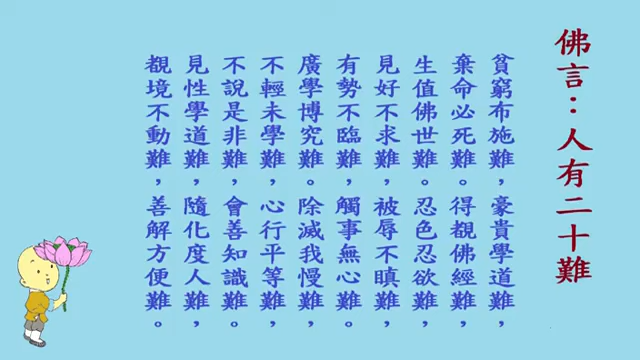 佛言：人有二十難
貧窮布施難，豪貴學道難，
棄命必死難。得覩佛經難，
生值佛世難。忍色忍欲難，
見好不求難，被辱不瞋難，
有勢不臨難，觸事無心難。
廣學博究難。除滅我慢難，
不輕未學難，心行平等難，
不說是非難，會善知識難。
見性學道難，隨化度人難，
覩境不動難，善解方便難。